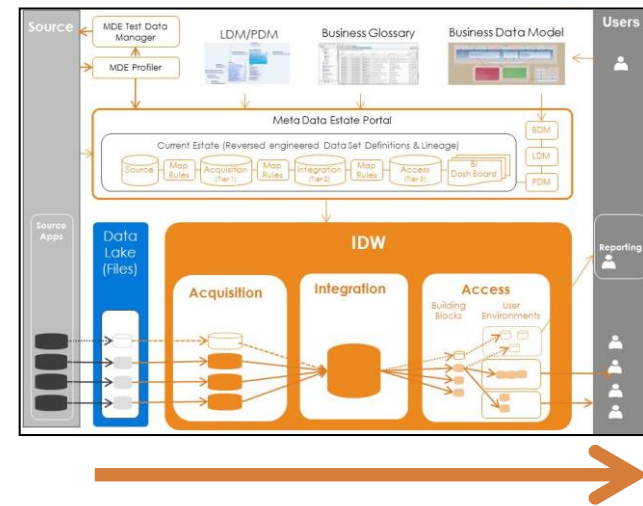 Source
MDE Test Data
Manager
MDE Profiler
LDM/PDM
Business Glossary
Business Data Model
Users
Meta Data Estate Portal
Current Estate (Reversed engineered Data Set Definitions & Lineage)
Source
Map
Rules
Acquisition
(Tier 1)
Map
Rules
Integration
(Tier 2)
Map
Rules
Access
(Tier 3)
BI
Dash Board
BDM
LDM
PDM
Source
Apps
Data
Lake
(Files)
IDW
Acquisition
Integration
Access
Building
Blocks
User
Environments
Reporting